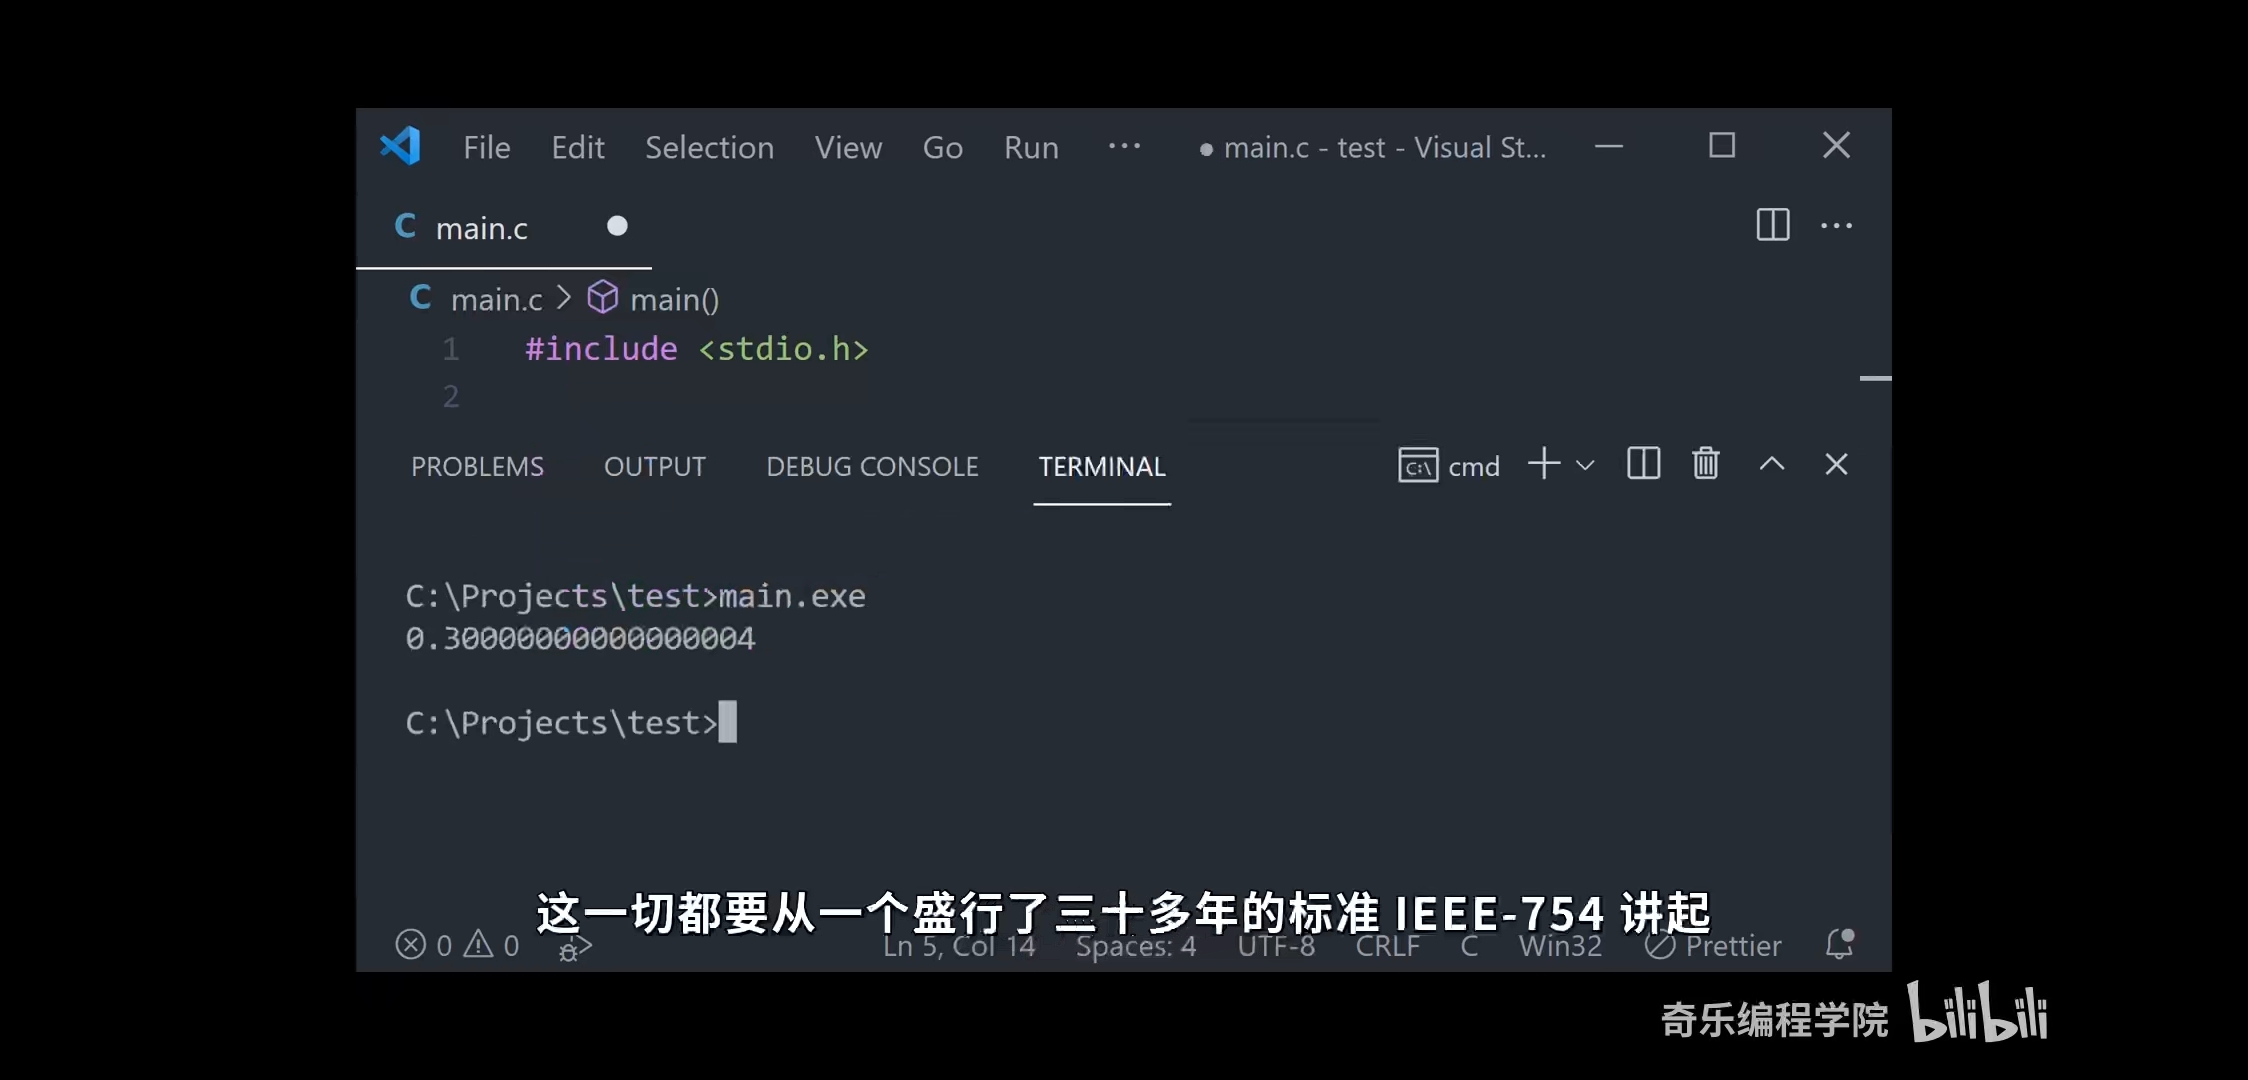 File Edit Selection View Go Run ··· ● main.c - test - Visual St...
C main.c
C main.c > main()
1 #include <stdio.h>
2
PROBLEMS OUTPUT DEBUG CONSOLE TERMINAL cmd
C:\Projects\test>main.exe
0.30000000000000004
C:\Projects\test>
这一切都要从一个盛行了三十多年的标准 IEEE-754 讲起
0 0 Ln 5, Col 14 Spaces: 4 UTF-8 CRLF C Win32 Prettier
奇乐编程学院 bilibili